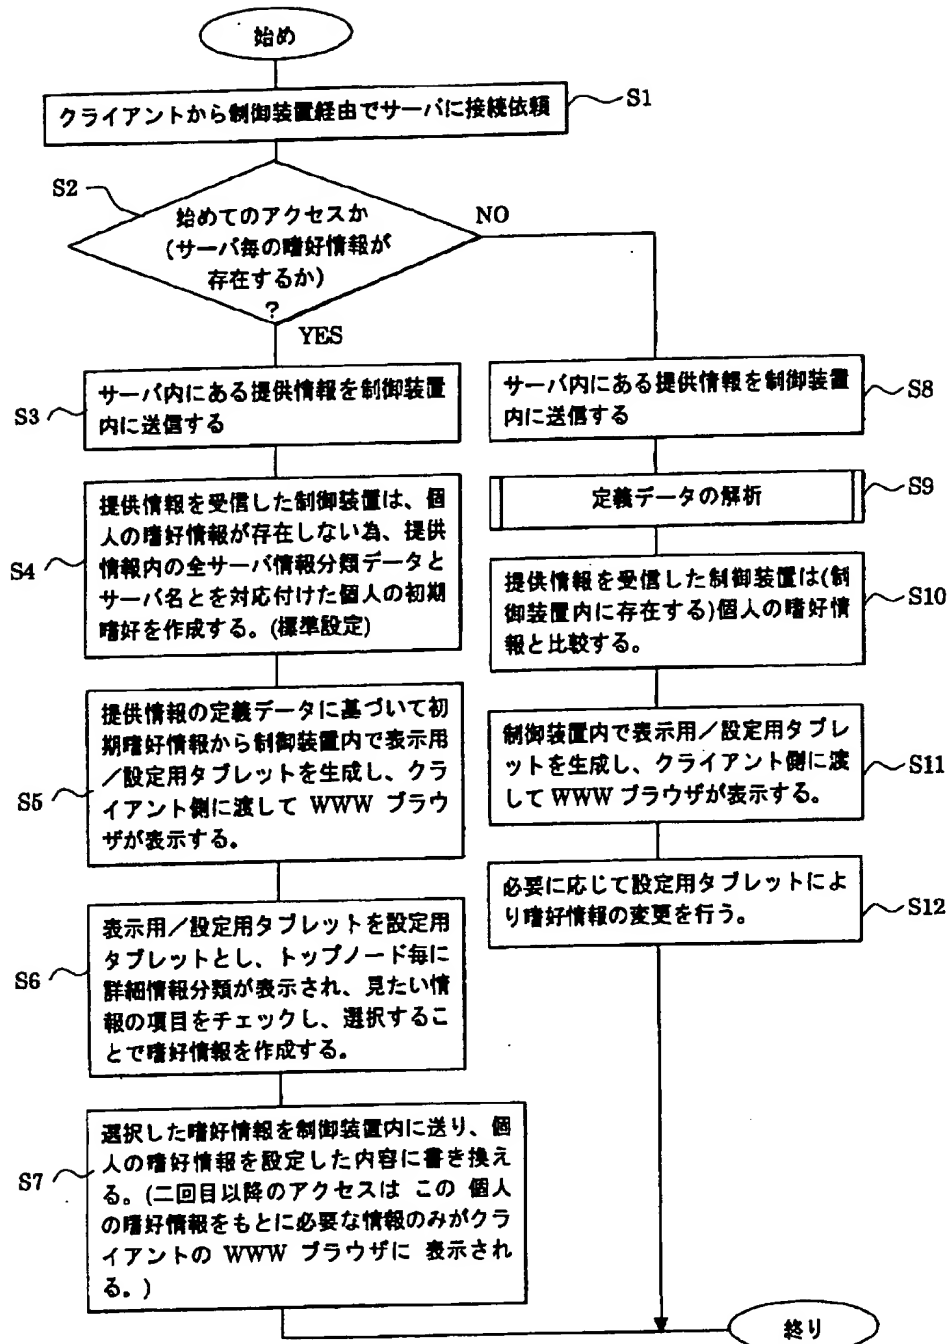 始め
クライアントから制御装置経由でサーバに接続依頼
S1
S2
始めてのアクセスか
(サーバ毎の嗜好情報が
存在するか)
?
NO
YES
S3
サーバ内にある提供情報を制御装置
内に送信する
S4
提供情報を受信した制御装置は、個
人の嗜好情報が存在しない為、提供
情報内の全サーバ情報分類データと
サーバ名とを対応付けた個人の初期
嗜好を作成する。(標準設定)
S5
提供情報の定義データに基づいて初
期嗜好情報から制御装置内で表示用
/設定用タブレットを生成し、クラ
イアント側に渡して WWW ブラウ
ザが表示する。
S6
表示用/設定用タブレットを設定用
タブレットとし、トップノード毎に
詳細情報分類が表示され、見たい情
報の項目をチェックし、選択するこ
とで嗜好情報を作成する。
S7
選択した嗜好情報を制御装置内に送り、個
人の嗜好情報を設定した内容に書き換え
る。(二回目以降のアクセスは この 個人
の嗜好情報をもとに必要な情報のみがクラ
イアントの WWW ブラウザに 表示され
る。)
サーバ内にある提供情報を制御装置
内に送信する
S8
定義データの解析
S9
提供情報を受信した制御装置は(制
御装置内に存在する)個人の嗜好情
報と比較する。
S10
制御装置内で表示用/設定用タブレ
ットを生成し、クライアント側に渡
して WWW ブラウザが表示する。
S11
必要に応じて設定用タブレットによ
り嗜好情報の変更を行う。
S12
終り